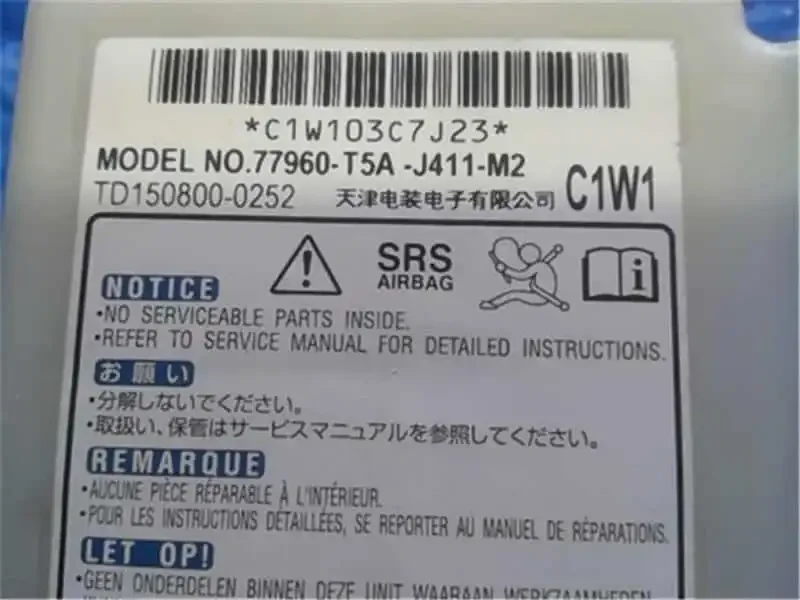 *C1W103C7J23*
MODEL NO.77960-T5A -J411-M2
TD150800-0252 天津电装电子有限公司 C1W1
SRS
AIRBAG
NOTICE
•NO SERVICEABLE PARTS INSIDE.
•REFER TO SERVICE MANUAL FOR DETAILED INSTRUCTIONS.
お願い
•分解しないでください。
•取扱い、保管はサービスマニュアルを参照してください。
REMARQUE
•AUCUNE PIÈCE RÉPARABLE À L'INTÉRIEUR.
•POUR LES INSTRUCTIONS DÉTAILLÉES, SE REPORTER AU MANUEL DE RÉPARATIONS.
LET OP!
•GEEN ONDERDELEN BINNEN DEZE UNIT WAARAAN WERKZAAMHEDEN